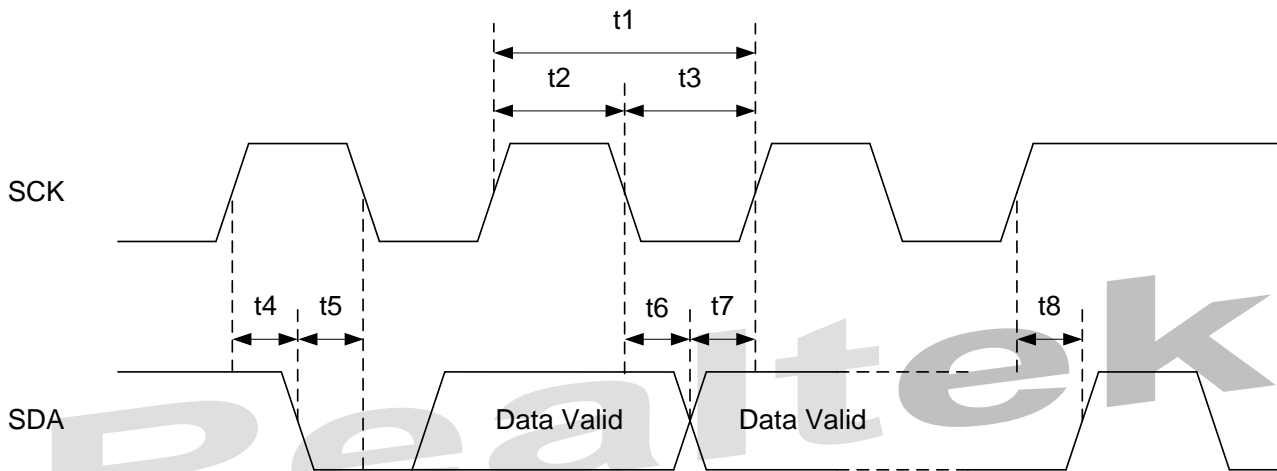 t1
t2 t3
SCK
t4 t5 t6 t7 t8
SDA Data Valid Data Valid
Realtek